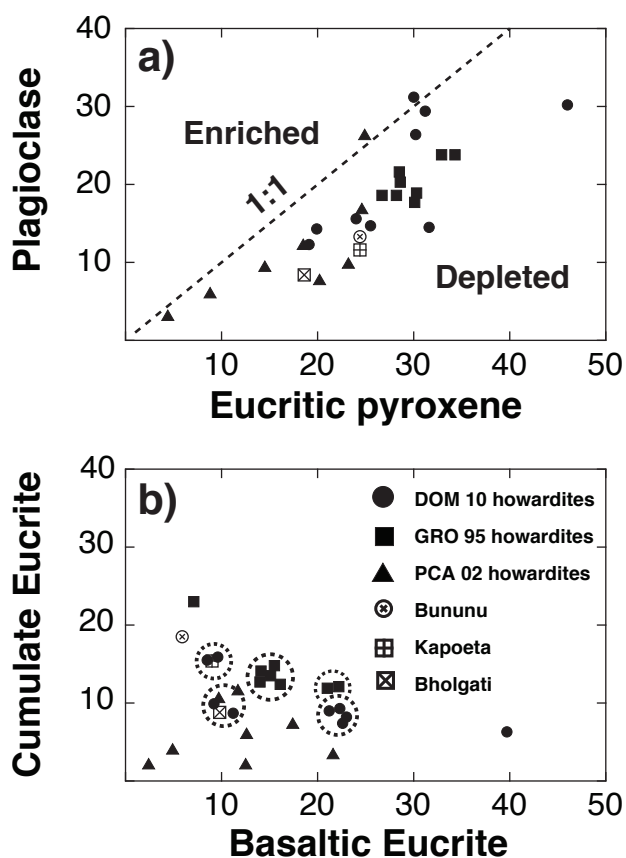 a)
40
30
20
10
Plagioclase
Enriched
1:1
Depleted
10
20
30
40
50
Eucritic pyroxene
b)
40
30
20
10
Cumulate Eucrite
DOM 10 howardites
GRO 95 howardites
PCA 02 howardites
Bununu
Kapoeta
Bholgati
10
20
30
40
50
Basaltic Eucrite